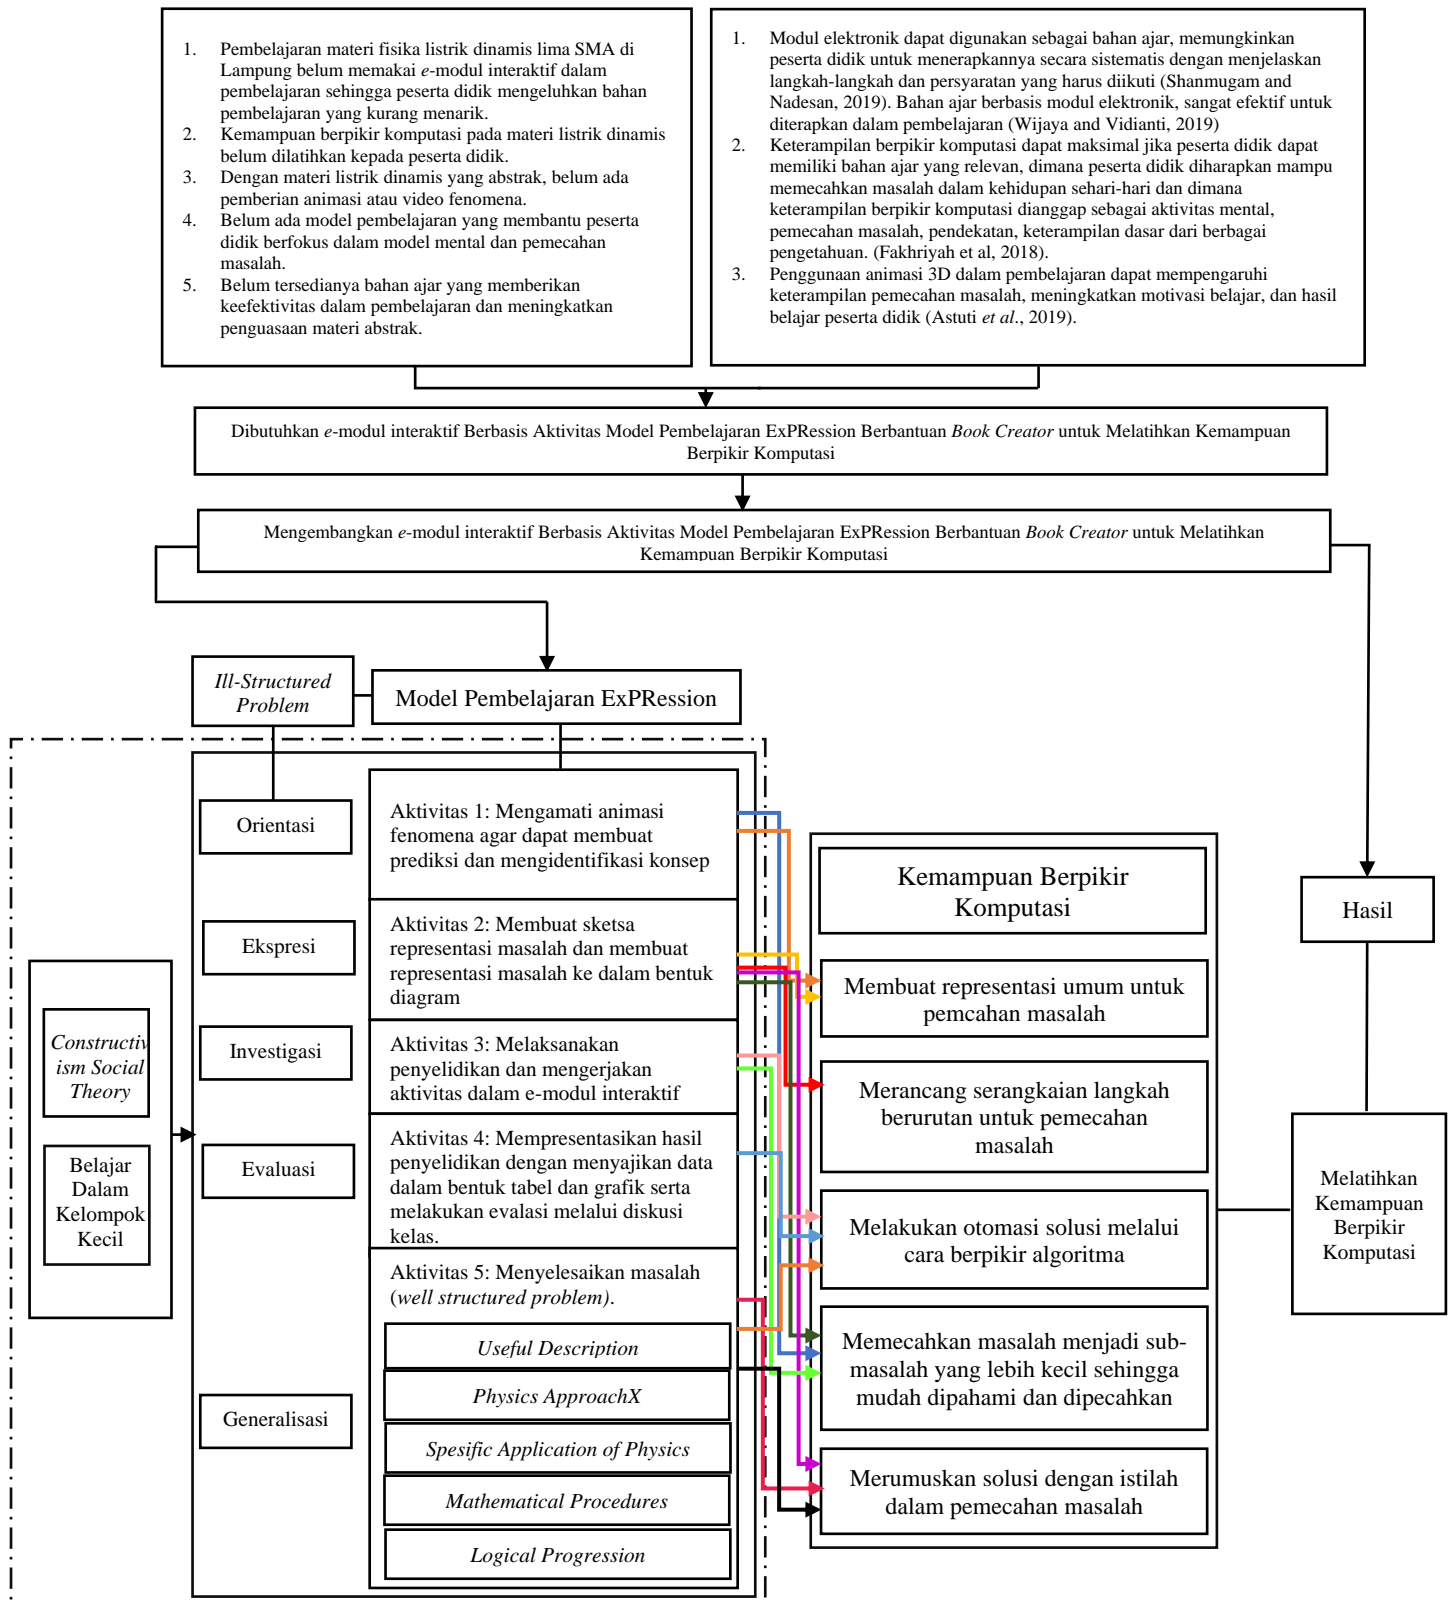 1. Pembelajaran materi fisika listrik dinamis lima SMA di
Lampung belum memakai e-modul interaktif dalam
pembelajaran sehingga peserta didik mengeluhkan bahan
pembelajaran yang kurang menarik.
2. Kemampuan berpikir komputasi pada materi listrik dinamis
belum dilatihkan kepada peserta didik.
3. Dengan materi listrik dinamis yang abstrak, belum ada
pemberian animasi atau video fenomena.
4. Belum ada model pembelajaran yang membantu peserta
didik berfokus dalam model mental dan pemecahan
masalah.
5. Belum tersedianya bahan ajar yang memberikan
keefektivitas dalam pembelajaran dan meningkatkan
penguasaan materi abstrak.
1. Modul elektronik dapat digunakan sebagai bahan ajar, memungkinkan
peserta didik untuk menerapkannya secara sistematis dengan menjelaskan
langkah-langkah dan persyaratan yang harus diikuti (Shanmugam and
Nadesan, 2019). Bahan ajar berbasis modul elektronik, sangat efektif untuk
diterapkan dalam pembelajaran (Wijaya and Vidianti, 2019)
2. Keterampilan berpikir komputasi dapat maksimal jika peserta didik dapat
memiliki bahan ajar yang relevan, dimana peserta didik diharapkan mampu
memecahkan masalah dalam kehidupan sehari-hari dan dimana
keterampilan berpikir komputasi dianggap sebagai aktivitas mental,
pemecahan masalah, pendekatan, keterampilan dasar dari berbagai
pengetahuan. (Fakhriyah et al, 2018).
3. Penggunaan animasi 3D dalam pembelajaran dapat mempengaruhi
keterampilan pemecahan masalah, meningkatkan motivasi belajar, dan hasil
belajar peserta didik (Astuti et al., 2019).
Dibutuhkan e-modul interaktif Berbasis Aktivitas Model Pembelajaran ExPRession Berbantuan Book Creator untuk Melatihkan Kemampuan
Berpikir Komputasi
Mengembangkan e-modul interaktif Berbasis Aktivitas Model Pembelajaran ExPRession Berbantuan Book Creator untuk Melatihkan
Kemampuan Berpikir Komputasi
Ill-Structured
Problem
Model Pembelajaran ExPRession
Constructiv
ism Social
Theory
Belajar
Dalam
Kelompok
Kecil
Orientasi
Ekspresi
Investigasi
Evaluasi
Generalisasi
Aktivitas 1: Mengamati animasi
fenomena agar dapat membuat
prediksi dan mengidentifikasi konsep
Aktivitas 2: Membuat sketsa
representasi masalah dan membuat
representasi masalah ke dalam bentuk
diagram
Aktivitas 3: Melaksanakan
penyelidikan dan mengerjakan
aktivitas dalam e-modul interaktif
Aktivitas 4: Mempresentasikan hasil
penyelidikan dengan menyajikan data
dalam bentuk tabel dan grafik serta
melakukan evalasi melalui diskusi
kelas.
Aktivitas 5: Menyelesaikan masalah
(well structured problem).
Useful Description
Physics ApproachX
Spesific Application of Physics
Mathematical Procedures
Logical Progression
Kemampuan Berpikir
Komputasi
Membuat representasi umum untuk
pemcahan masalah
Merancang serangkaian langkah
berurutan untuk pemecahan
masalah
Melakukan otomasi solusi melalui
cara berpikir algoritma
Memecahkan masalah menjadi sub-
masalah yang lebih kecil sehingga
mudah dipahami dan dipecahkan
Merumuskan solusi dengan istilah
dalam pemecahan masalah
Hasil
Melatihkan
Kemampuan
Berpikir
Komputasi